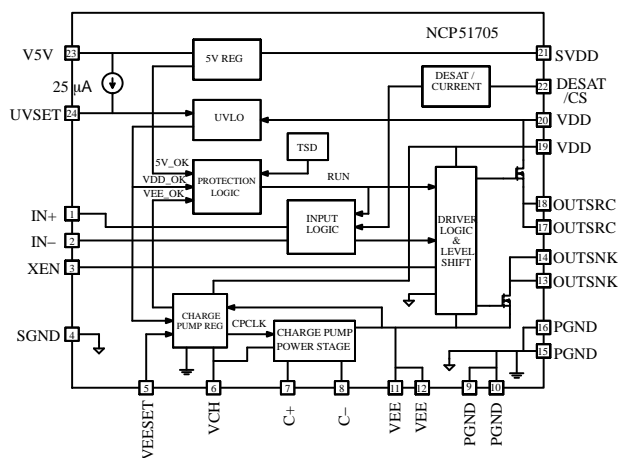 NCP51705
V5V
23
5V REG
21
SVDD
25 µA
DESAT /
CURRENT
22
DESAT
/CS
UVSET
24
UVLO
20
VDD
TSD
19
VDD
5V_OK
VDD_OK
VEE_OK
PROTECTION
LOGIC
RUN
IN+
1
INPUT
LOGIC
DRIVER
LOGIC
&
LEVEL
SHIFT
18
OUTSRC
17
OUTSRC
IN–
2
14
OUTSNK
XEN
3
13
OUTSNK
SGND
4
CHARGE
PUMP REG
CPCLK
CHARGE PUMP
POWER STAGE
16
PGND
15
PGND
5
6
7
8
11
12
9
10
VEESET
VCH
C+
C–
VEE
VEE
PGND
PGND